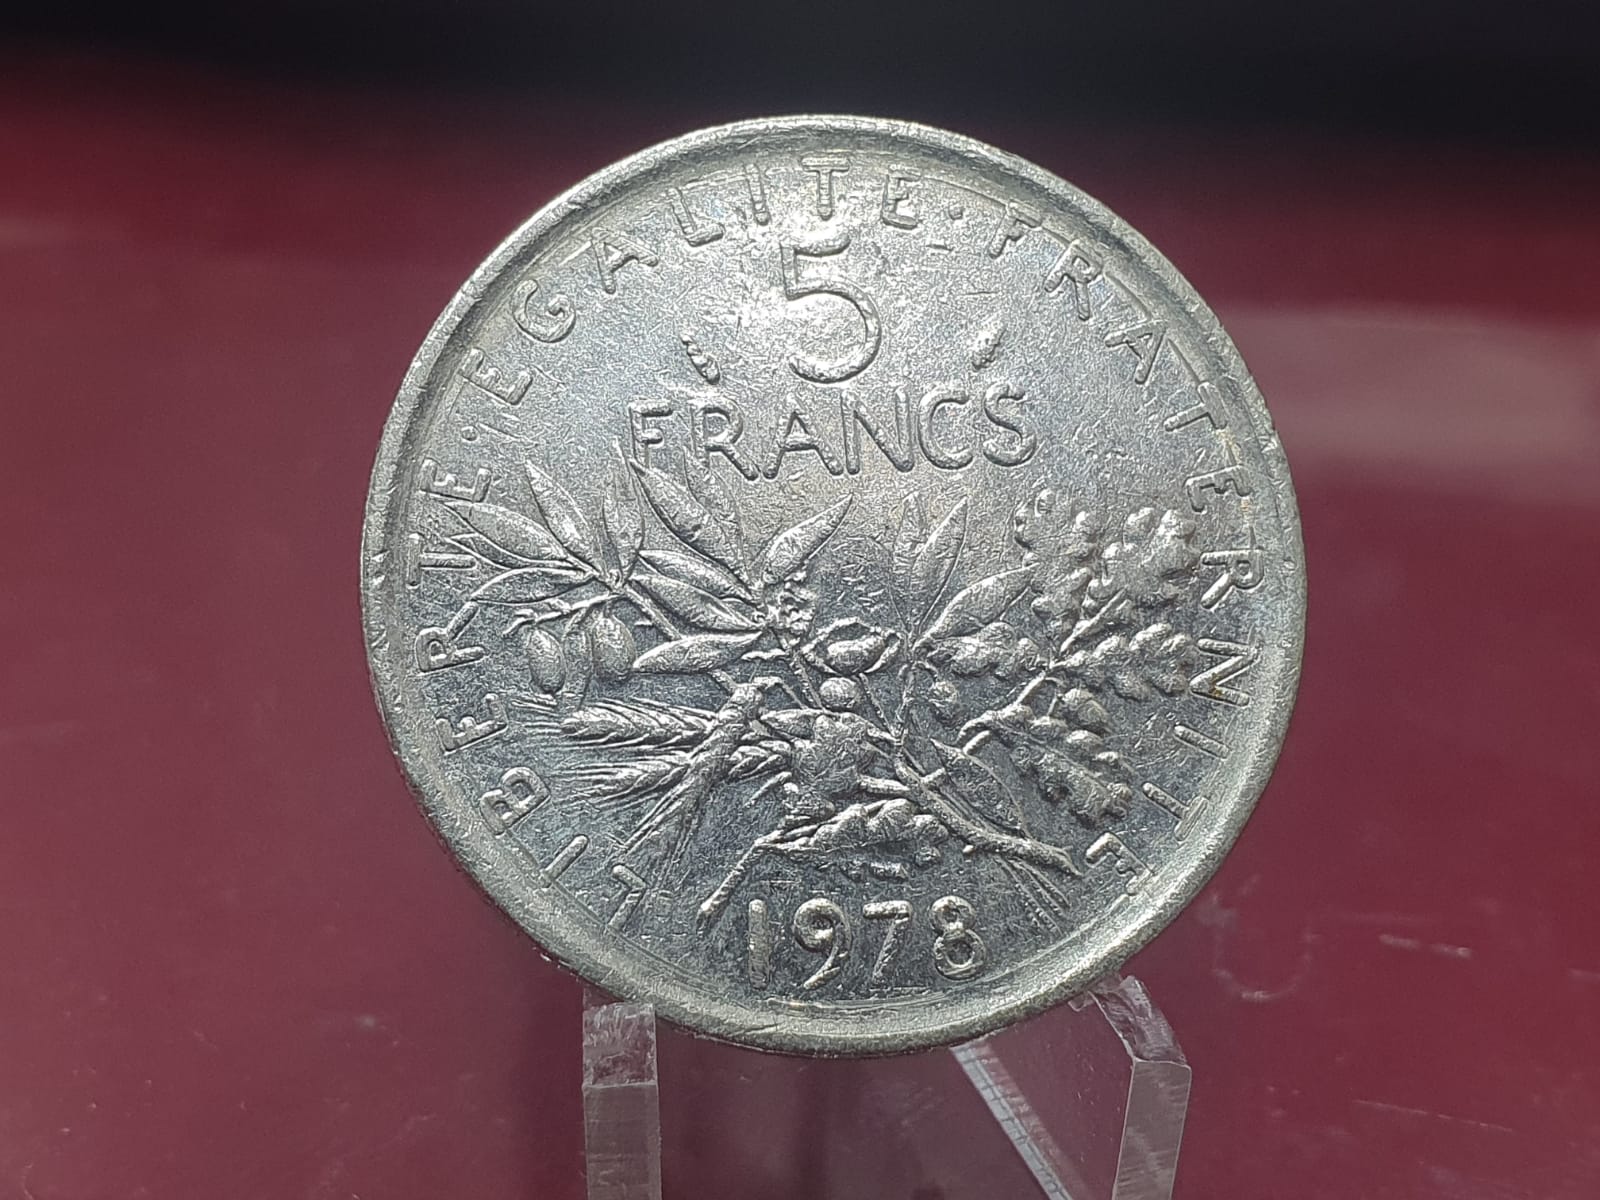 LIBERTE·EGALITE·FRATERNITE
5
FRANCS
1978